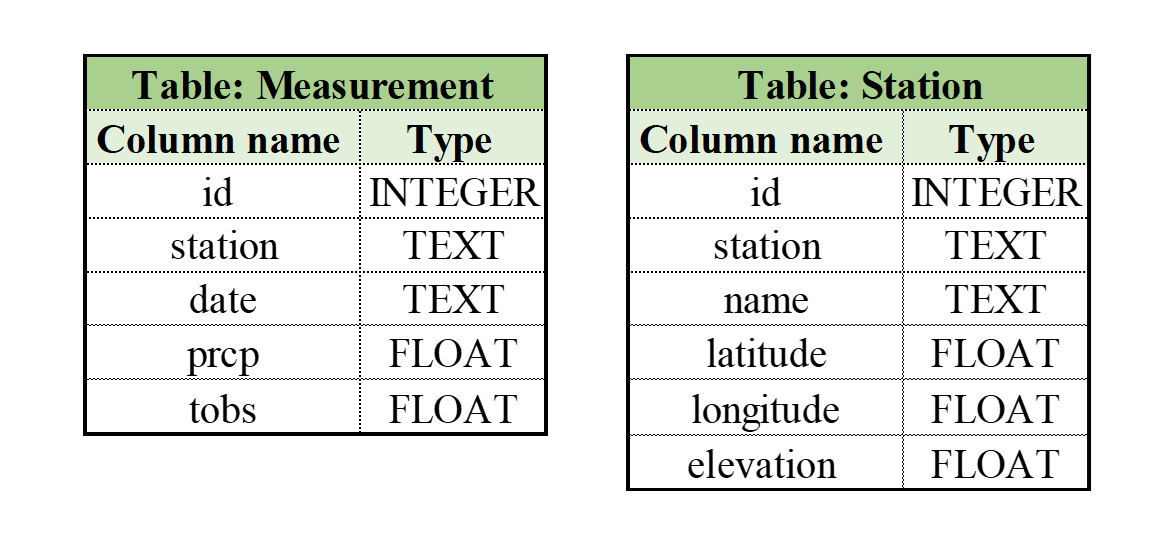 Table: Measurement
Column name Type
id INTEGER
station TEXT
date TEXT
prcp FLOAT
tobs FLOAT
Table: Station
Column name Type
id INTEGER
station TEXT
name TEXT
latitude FLOAT
longitude FLOAT
elevation FLOAT